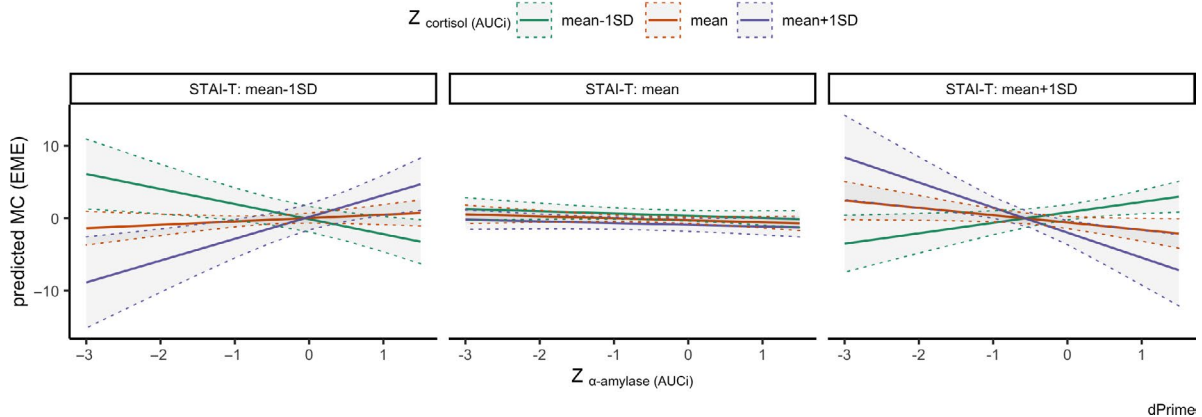 Z cortisol (AUCi) mean-1SD mean mean+1SD
STAI-T: mean-1SD STAI-T: mean STAI-T: mean+1SD
predicted MC (EME)
10
0
−10
−3 −2 −1 0 1 -3 -2 -1 0 1 -3 -2 -1 0 1
Z α-amylase (AUCi)
dPrime